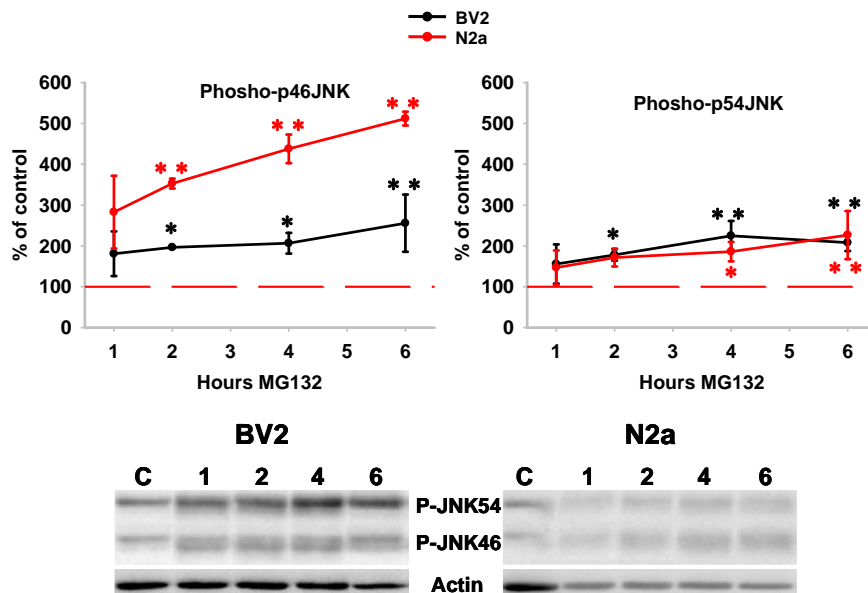 BV2
N2a
Phosho-p46JNK
% of control
600
500
400
300
200
100
0
* *
* *
* *
* *
*
*
1 2 3 4 5 6
Hours MG132
Phosho-p54JNK
% of control
600
500
400
300
200
100
0
* *
* *
*
*
* *
1 2 3 4 5 6
Hours MG132
BV2 N2a
C 1 2 4 6 C 1 2 4 6
P-JNK54
P-JNK46
Actin